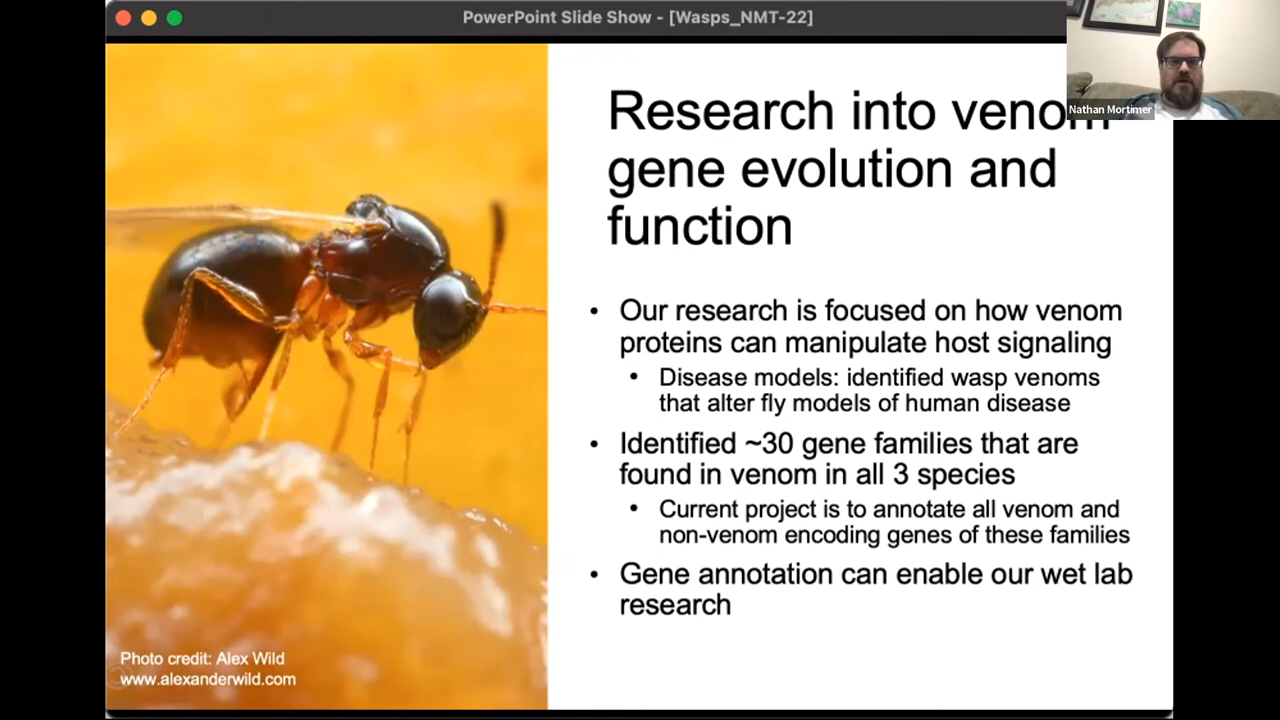 PowerPoint Slide Show - [Wasps_NMT-22]
Nathan Mortimer
Research into venom
gene evolution and
function
• Our research is focused on how venom
proteins can manipulate host signaling
• Disease models: identified wasp venoms
that alter fly models of human disease
• Identified ~30 gene families that are
found in venom in all 3 species
• Current project is to annotate all venom and
non-venom encoding genes of these families
• Gene annotation can enable our wet lab
research
Photo credit: Alex Wild
www.alexanderwild.com